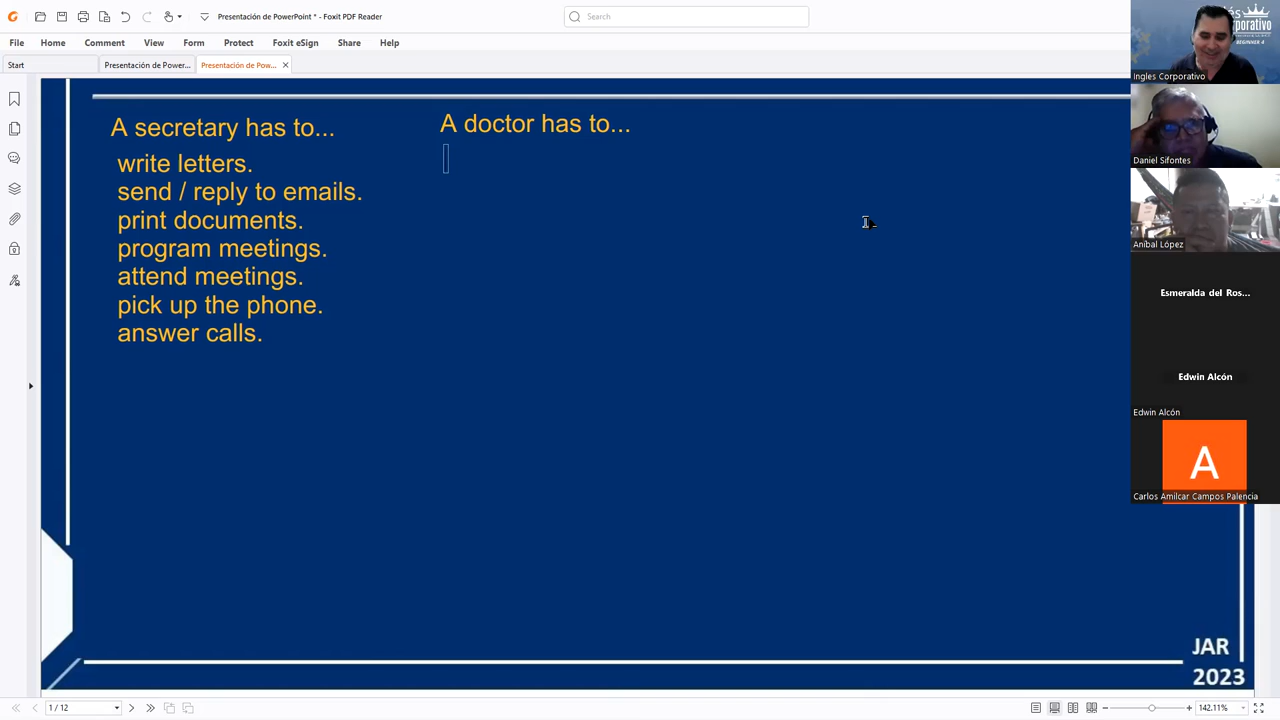 Presentación de PowerPoint * - Foxit PDF Reader
Search
File Home Comment View Form Protect Foxit eSign Share Help
Start Presentación de Power... Presentación de Pow...
A secretary has to...
write letters.
send / reply to emails.
print documents.
program meetings.
attend meetings.
pick up the phone.
answer calls.
A doctor has to...
JAR
2023
Ingles Corporativo
BEGINNER 4
Daniel Sifontes
Aníbal López
Esmeralda del Ros...
Edwin Alcón
Edwin Alcón
A
Carlos Amilcar Campos Palencia
1 / 12
142.11%